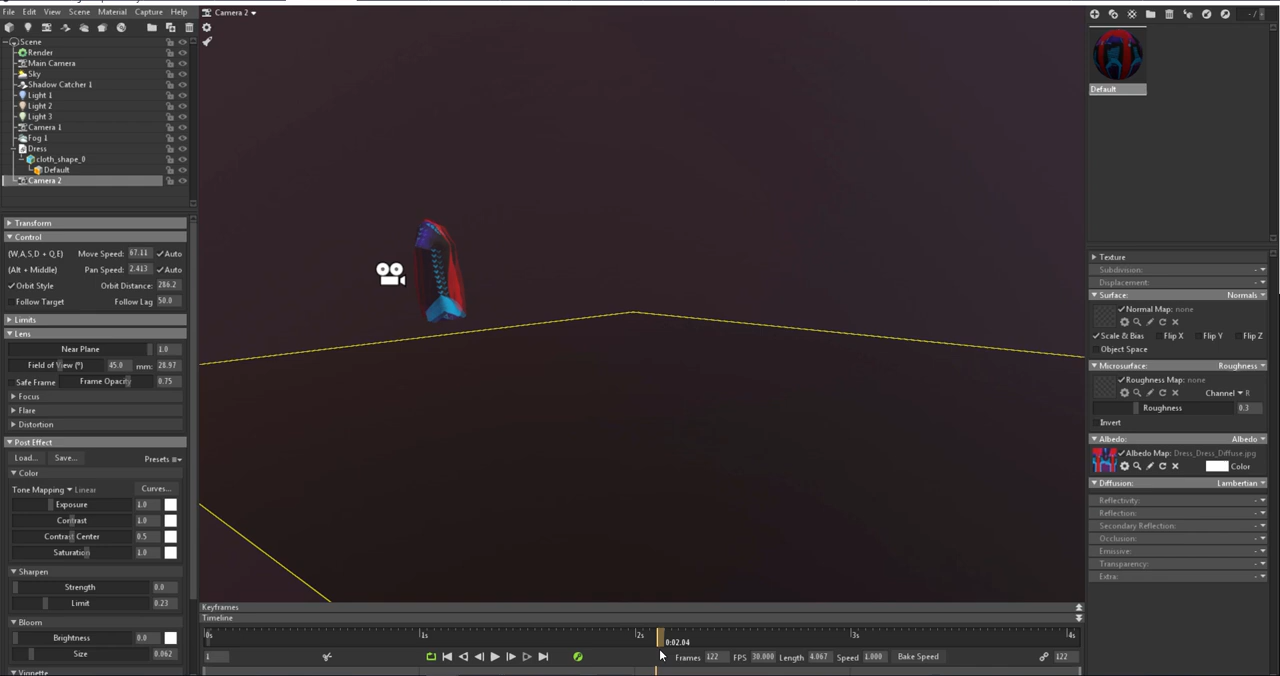 File Edit View Scene Material Capture Help
Camera 2
Scene
Render
Main Camera
Sky
Shadow Catcher 1
Light 1
Light 2
Light 3
Camera 1
Fog 1
Dress
cloth_shape_0
Default
Camera 2
Transform
Control
(W,A,S,D + Q,E) Move Speed: 67.11 Auto
(Alt + Middle) Pan Speed: 2.413 Auto
Orbit Style Orbit Distance: 286.2
Follow Target Follow Lag 50.0
Limits
Lens
Near Plane 1.0
Field of View (°) 45.0 mm: 28.97
Safe Frame Frame Opacity 0.75
Focus
Flare
Distortion
Post Effect
Load... Save... Presets
Color
Tone Mapping Linear Curves...
Exposure 1.0
Contrast 1.0
Contrast Center 0.5
Saturation 1.0
Sharpen
Strength 0.0
Limit 0.23
Bloom
Brightness 0.0
Size 0.062
Vignette
Keyframes
Timeline
0s 1s 2s 3s 4s
0:02.04
1 Frames 122 FPS 30.000 Length 4.067 Speed 1.000 Bake Speed 122
Default
Texture
Subdivision:
Displacement:
Surface: Normals
Normal Map: none
Scale & Bias Flip X Flip Y Flip Z
Object Space
Microsurface: Roughness
Roughness Map: none
Channel R
Roughness 0.3
Invert
Albedo: Albedo
Albedo Map: Dress_Dress_Diffuse.jpg
Color
Diffusion: Lambertian
Reflectivity:
Reflection:
Secondary Reflection:
Occlusion:
Emissive:
Transparency:
Extra: